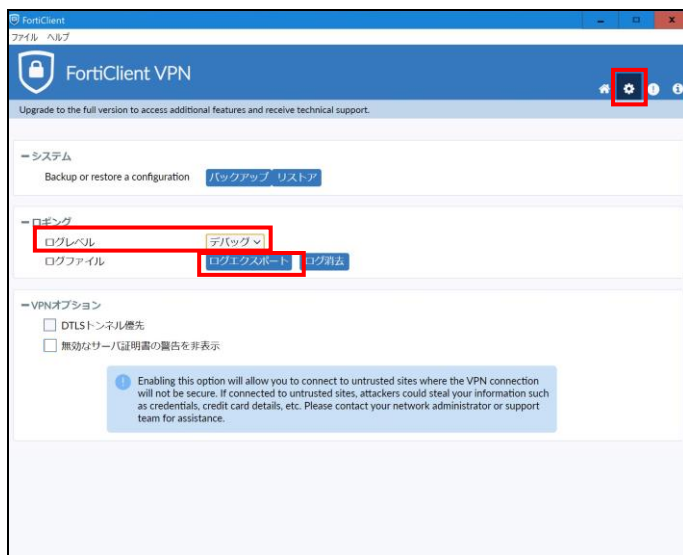 FortiClient
ファイル ヘルプ
FortiClient VPN
Upgrade to the full version to access additional features and receive technical support.
システム
Backup or restore a configuration バックアップ リストア
ロギング
ログレベル デバッグ
ログファイル ログエクスポート ログ消去
VPNオプション
DTLSトンネル優先
無効なサーバ証明書の警告を非表示
Enabling this option will allow you to connect to untrusted sites where the VPN connection
will not be secure. If connected to untrusted sites, attackers could steal your information such
as credentials, credit card details, etc. Please contact your network administrator or support
team for assistance.